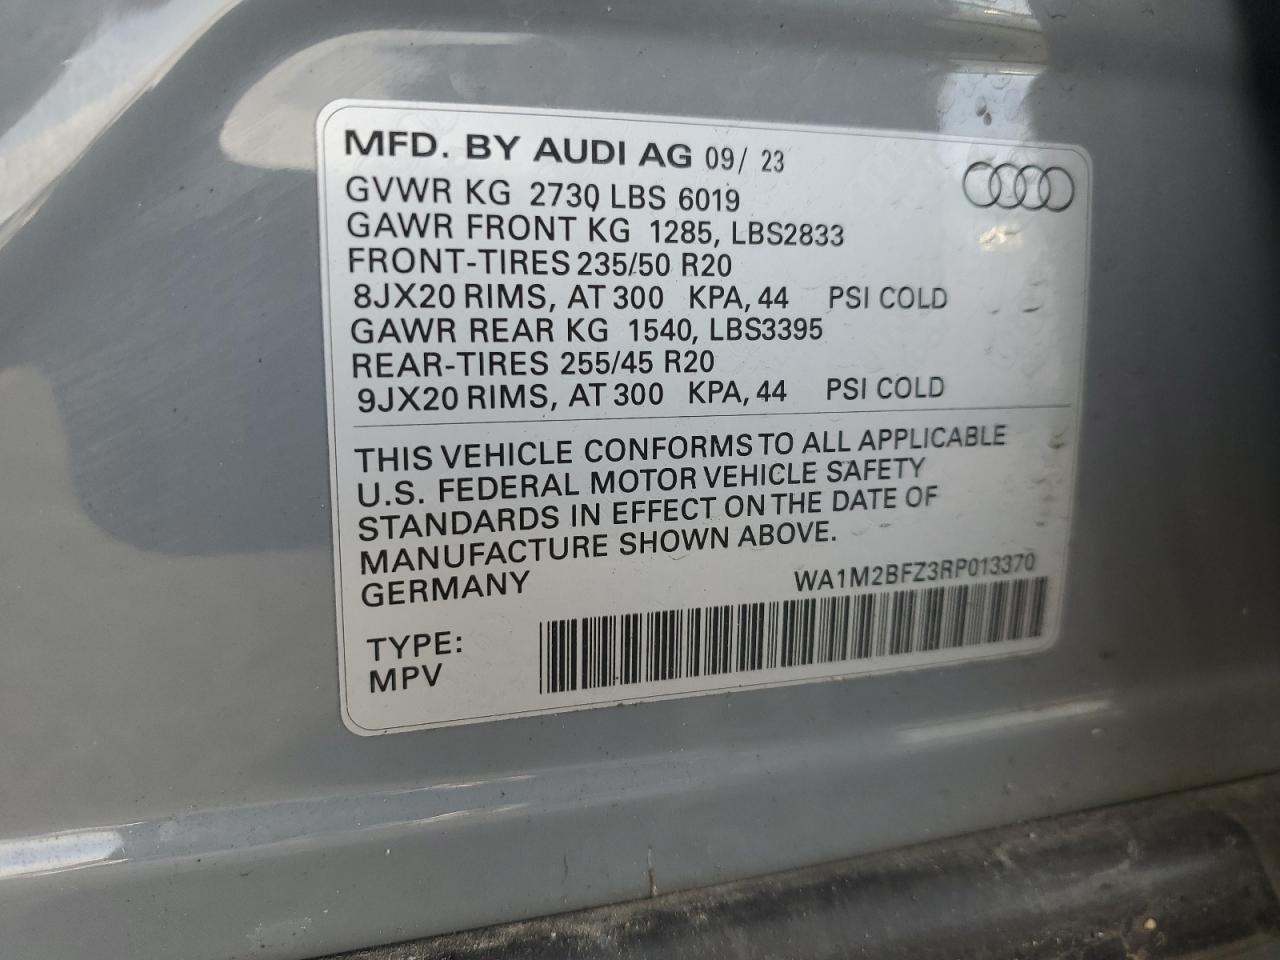 MFD. BY AUDI AG 09/ 23
GVWR KG 2730 LBS 6019
GAWR FRONT KG 1285, LBS2833
FRONT-TIRES 235/50 R20
8JX20 RIMS, AT 300 KPA, 44 PSI COLD
GAWR REAR KG 1540, LBS3395
REAR-TIRES 255/45 R20
9JX20 RIMS, AT 300 KPA, 44 PSI COLD
THIS VEHICLE CONFORMS TO ALL APPLICABLE
U.S. FEDERAL MOTOR VEHICLE SAFETY
STANDARDS IN EFFECT ON THE DATE OF
MANUFACTURE SHOWN ABOVE.
GERMANY
WA1M2BFZ3RP013370
TYPE:
MPV